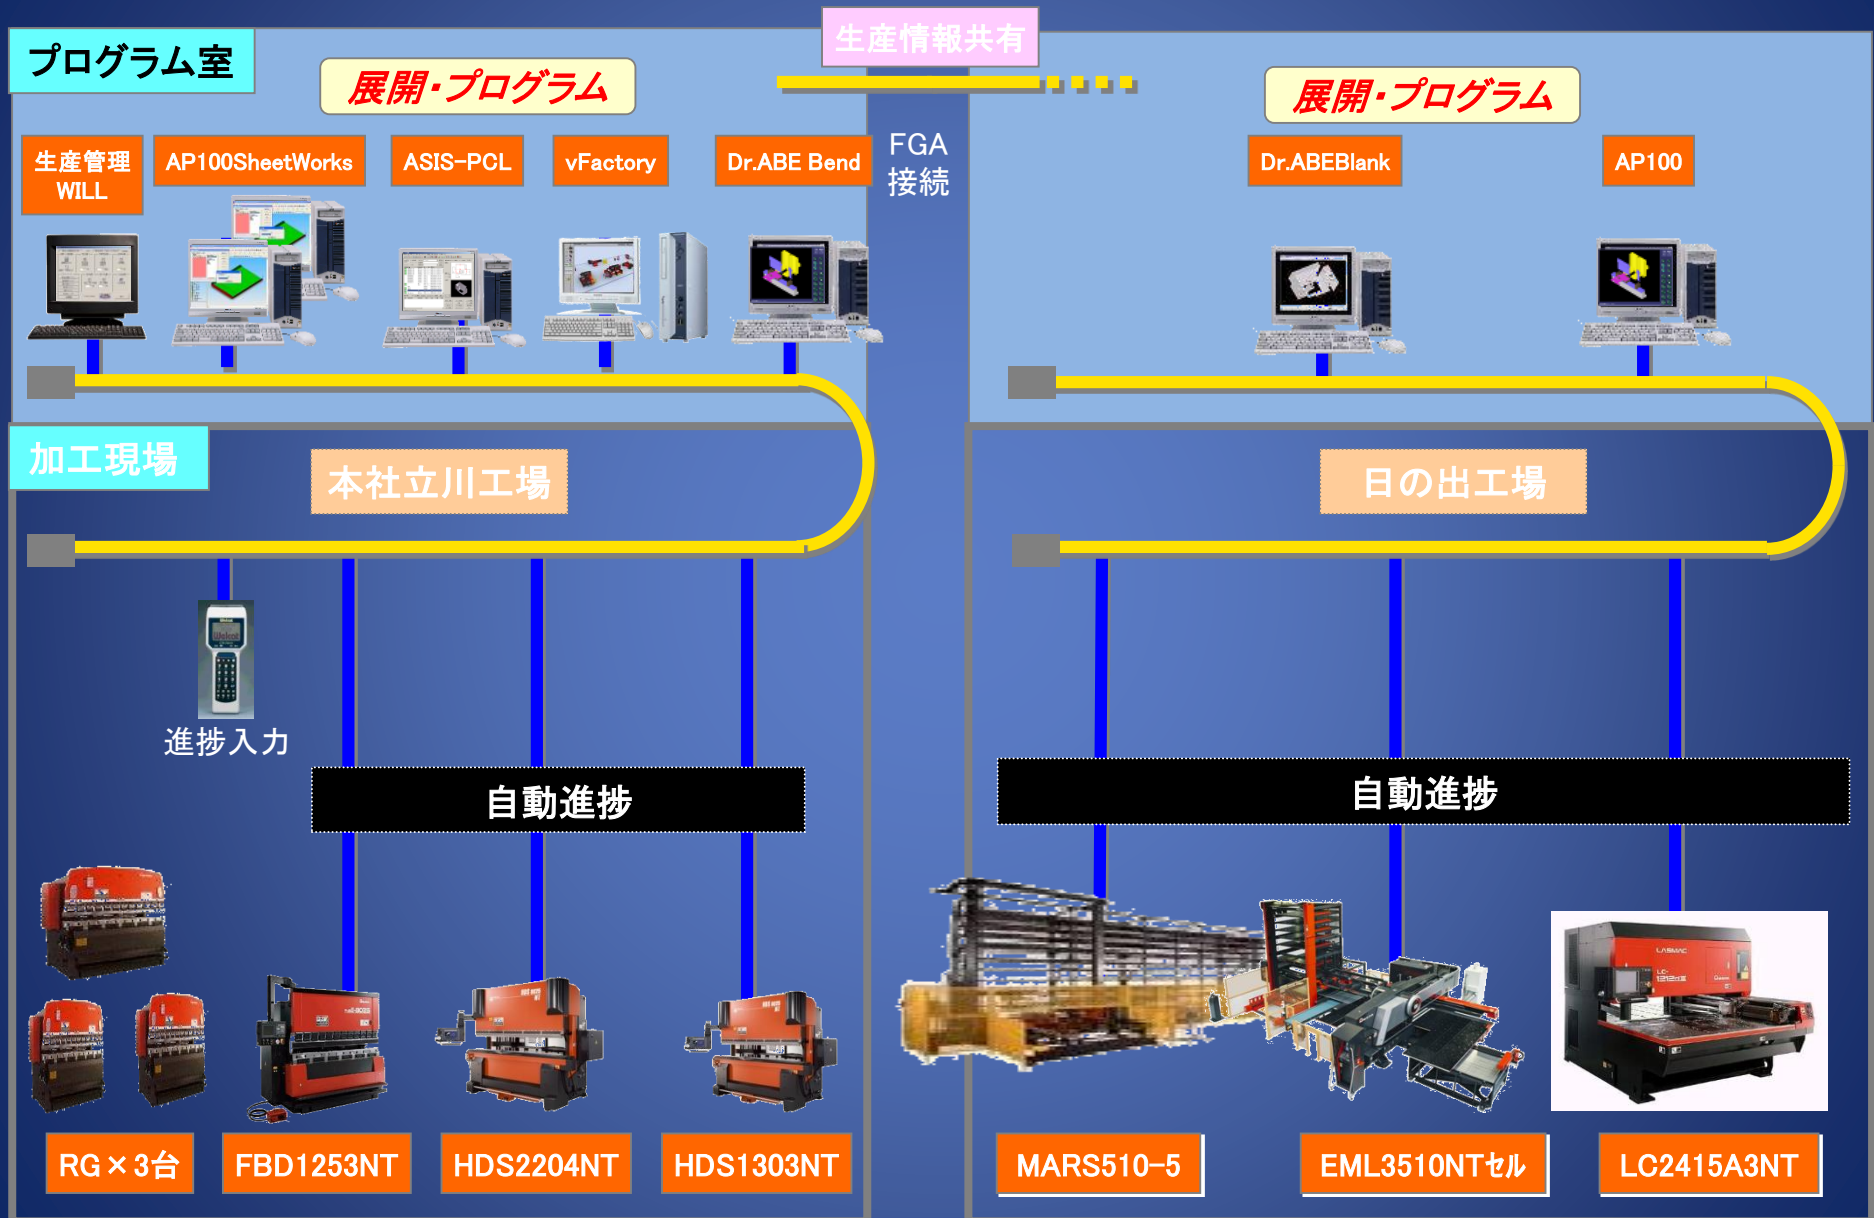 生産情報共有
プログラム室
展開・プログラム
展開・プログラム
FGA
接続
生産管理
WILL
AP100SheetWorks
ASIS-PCL
vFactory
Dr.ABE Bend
Dr.ABEBlank
AP100
加工現場
本社立川工場
日の出工場
進捗入力
自動進捗
自動進捗
LASMAC
RG×3台
FBD1253NT
HDS2204NT
HDS1303NT
MARS510-5
EML3510NTセル
LC2415A3NT